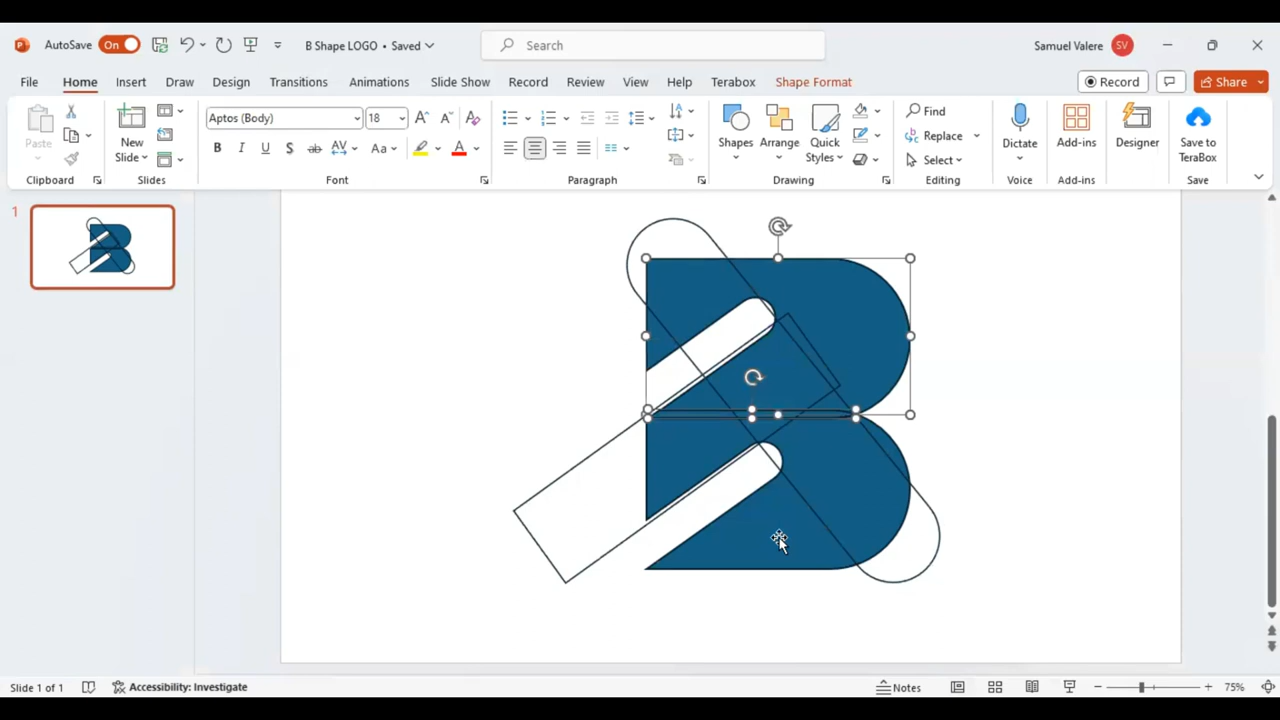 AutoSave On B Shape LOGO • Saved Search Samuel Valere SV
File Home Insert Draw Design Transitions Animations Slide Show Record Review View Help Terabox Shape Format Record Share
Aptos (Body) 18 Find
Paste New Slide Shapes Arrange Quick Styles Replace Dictate Add-ins Designer Save to TeraBox
B I U S ab AV Aa A Select
Clipboard Slides Font Paragraph Drawing Editing Voice Add-ins Save
1
Slide 1 of 1 Accessibility: Investigate Notes 75%